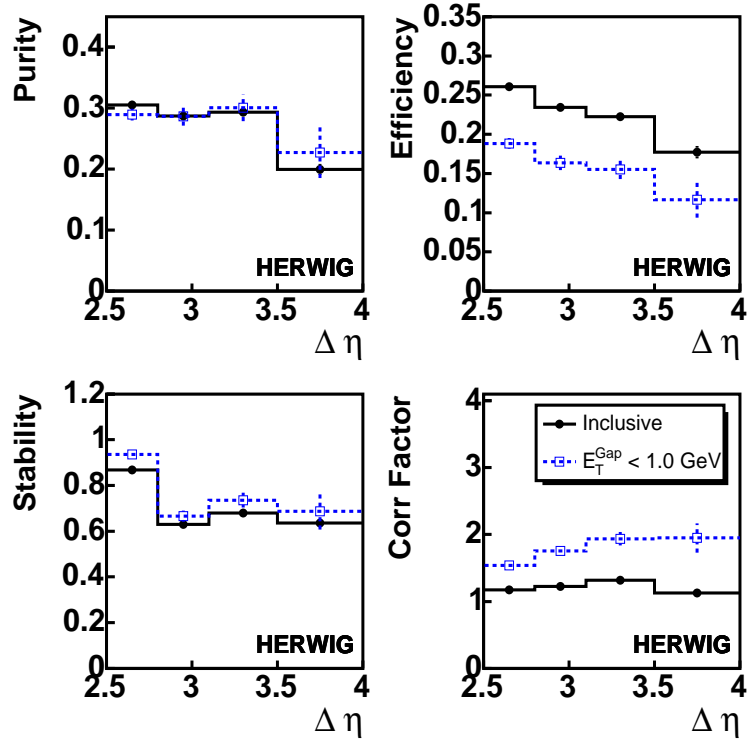 Purity
0.4
0.3
0.2
0.1
0
HERWIG
2.5 3 3.5 4
Δ η
Efficiency
0.35
0.3
0.25
0.2
0.15
0.1
0.05
0
HERWIG
2.5 3 3.5 4
Δ η
Stability
1.2
1
0.8
0.6
0.4
0.2
0
HERWIG
2.5 3 3.5 4
Δ η
Corr Factor
4
3
2
1
0
Inclusive
E_T^Gap < 1.0 GeV
HERWIG
2.5 3 3.5 4
Δ η